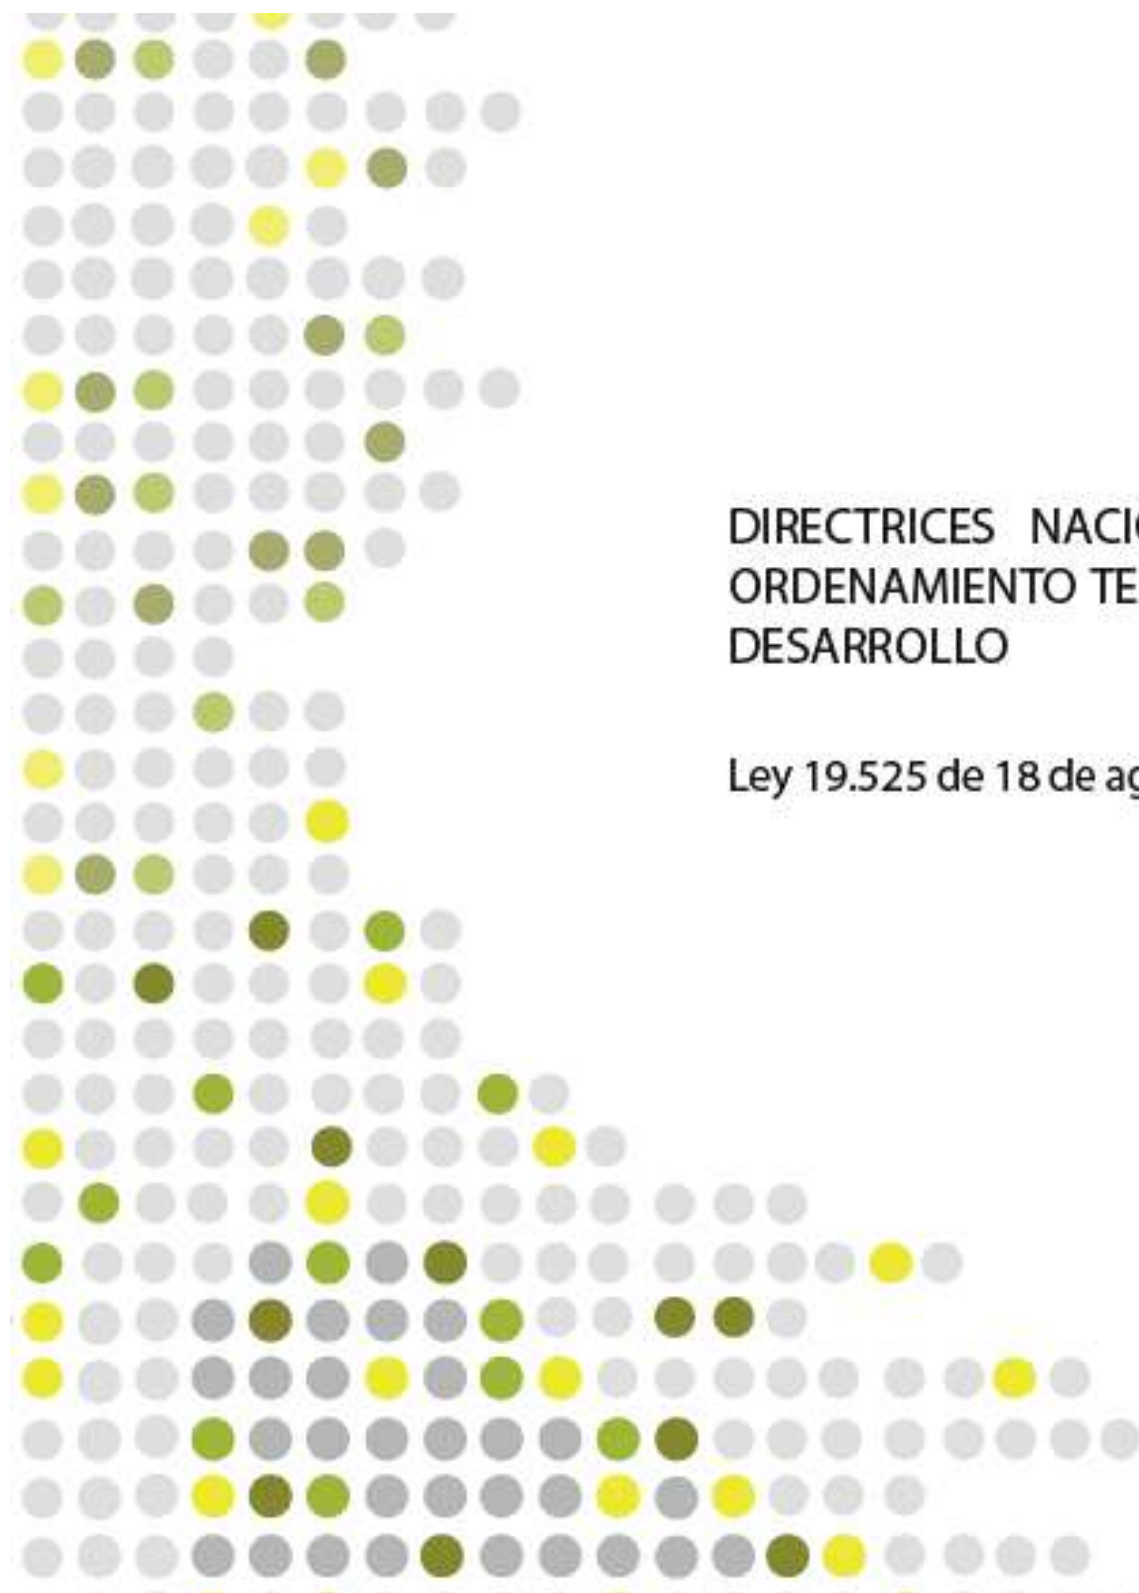 DIRECTRICES NACI
ORDENAMIENTO TE
DESARROLLO
Ley 19.525 de 18 de ag